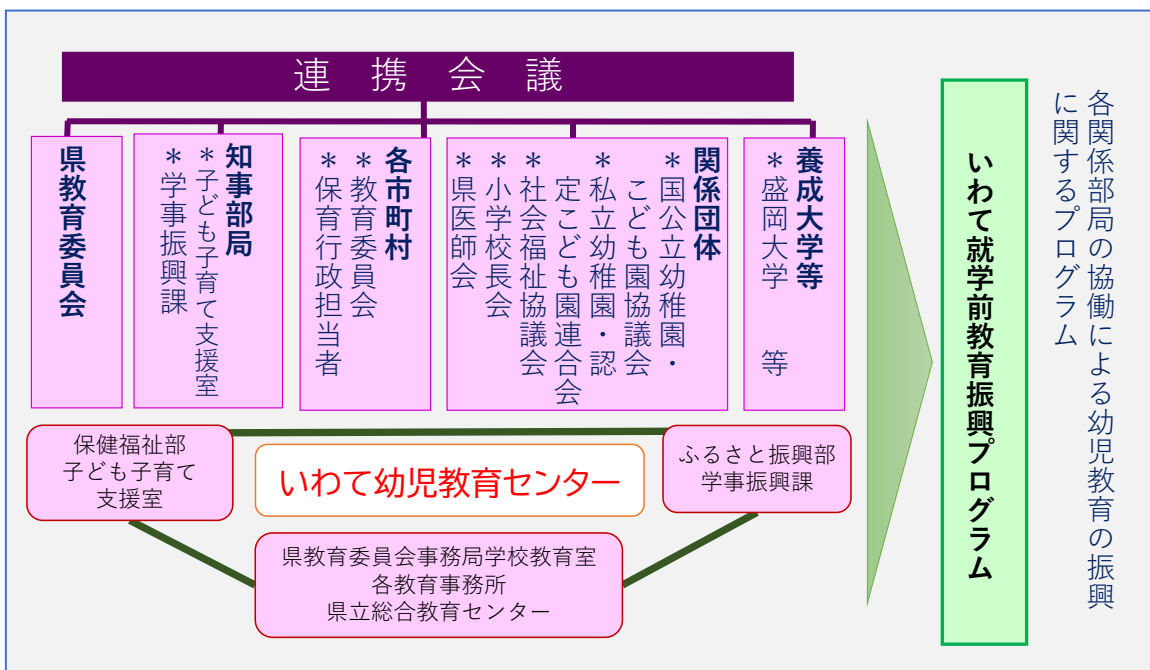 連携会議
県教育委員会
知事部局
＊子ども子育て支援室
＊学事振興課
各市町村
＊教育委員会
＊保育行政担当者
関係団体
＊国公立幼稚園・
こども園協議会
＊私立幼稚園・認
定こども園連合会
＊社会福祉協議会
＊小学校長会
＊県医師会
養成大学等
＊盛岡大学　等
保健福祉部
子ども子育て
支援室
いわて幼児教育センター
ふるさと振興部
学事振興課
県教育委員会事務局学校教育室
各教育事務所
県立総合教育センター
いわて就学前教育振興プログラム
各関係部局の協働による幼児教育の振興
に関するプログラム